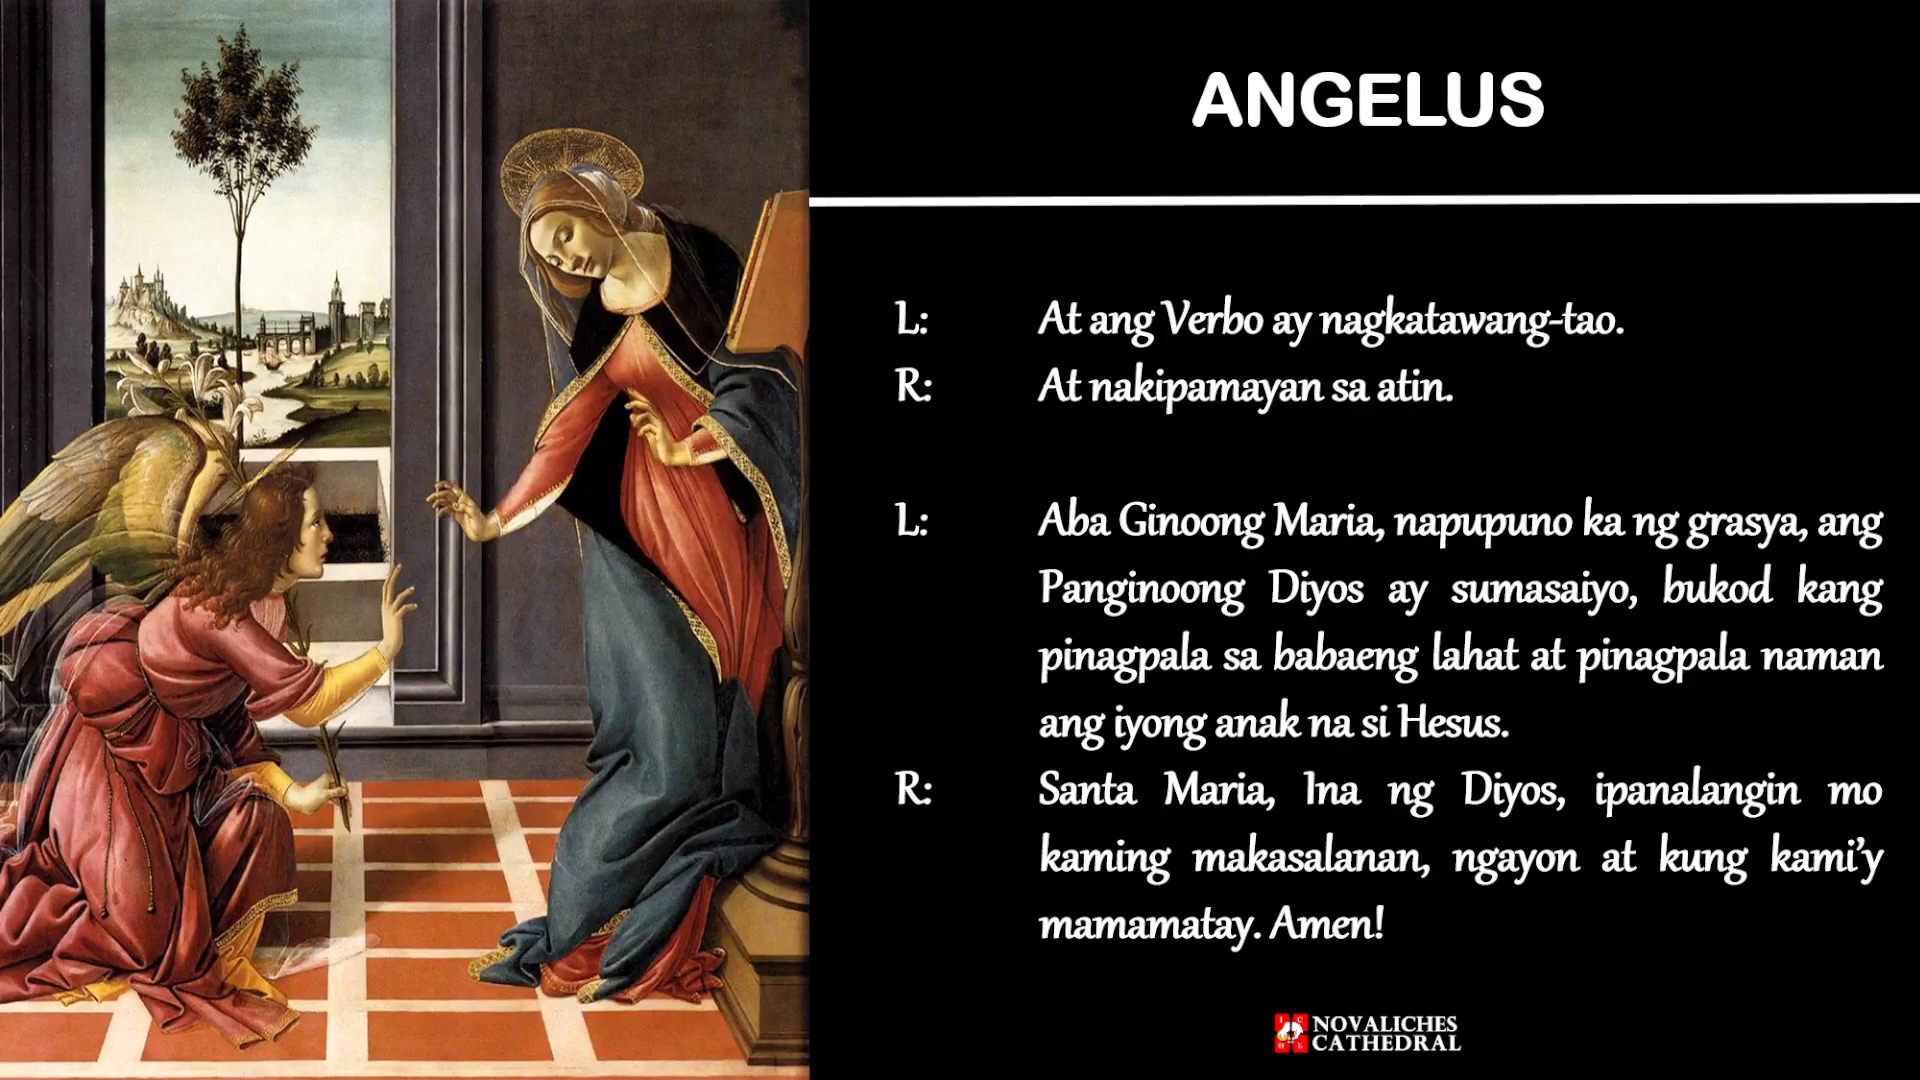 ANGELUS
L: At ang Verbo ay nagkatawang-tao.
R: At nakipamayan sa atin.
L: Aba Ginoong Maria, napupuno ka ng grasya, ang
Panginoong Diyos ay sumasaiyo, bukod kang
pinagpala sa babaeng lahat at pinagpala naman
ang iyong anak na si Hesus.
R: Santa Maria, Ina ng Diyos, ipanalangin mo
kaming makasalanan, ngayon at kung kami’y
mamamatay. Amen!
NOVALICHES
CATHEDRAL